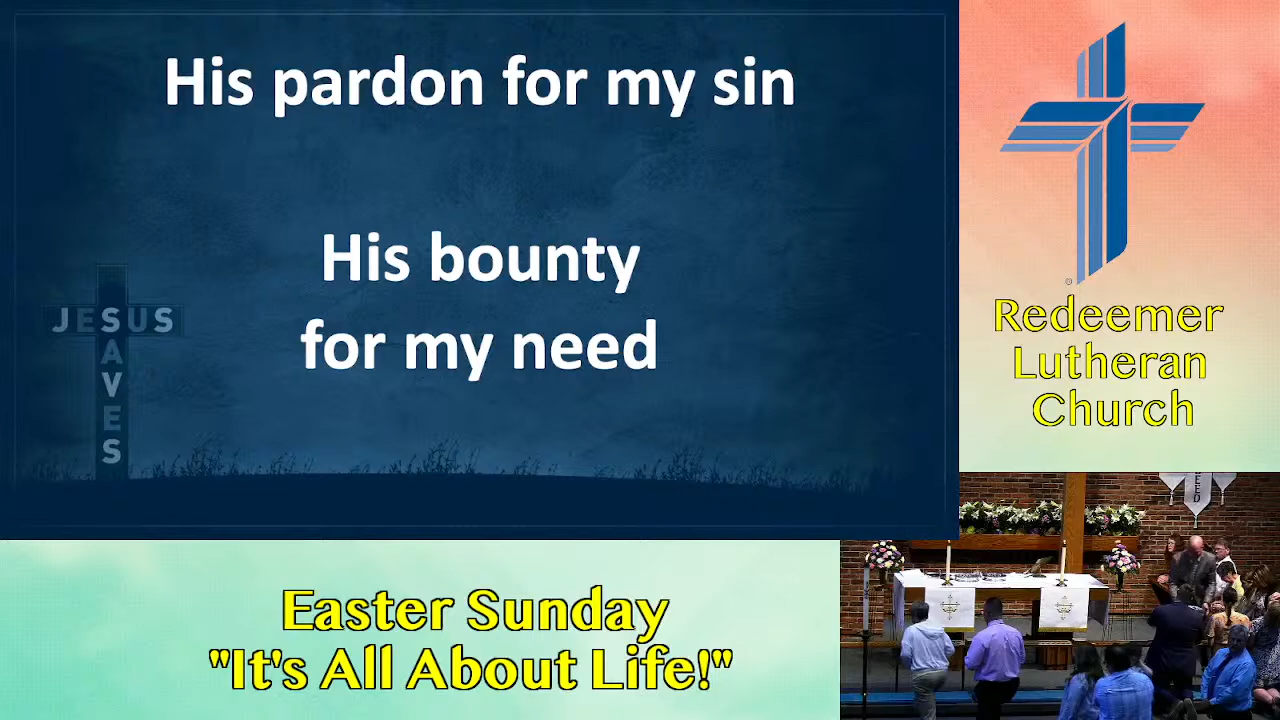 His pardon for my sin
His bounty
for my need
JESUS
SAVES
®
Redeemer
Lutheran
Church
Easter Sunday
"It's All About Life!"